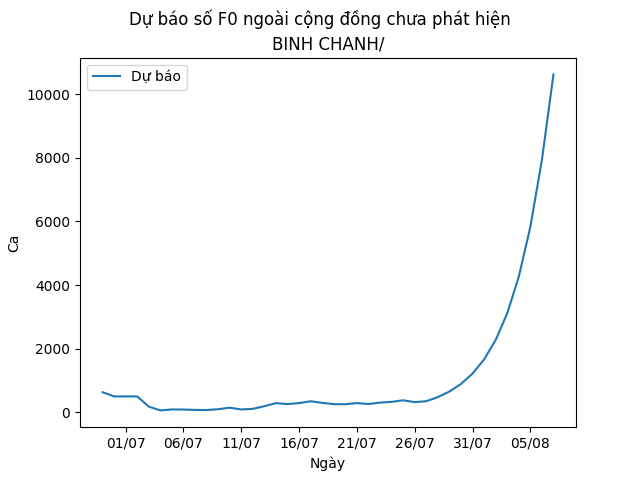 Dự báo số F0 ngoài cộng đồng chưa phát hiện
BINH CHANH/
Dự báo
10000
8000
6000
4000
2000
0
Ca
01/07 06/07 11/07 16/07 21/07 26/07 31/07 05/08
Ngày